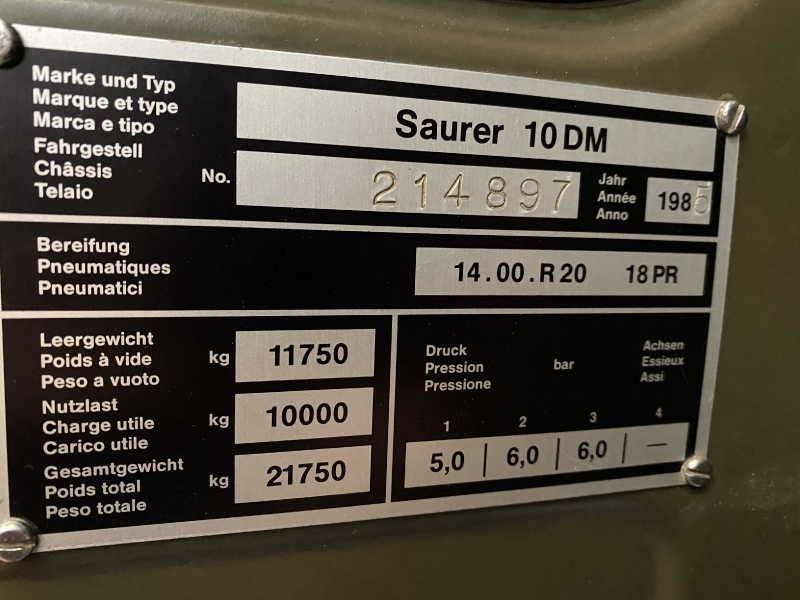 Marke und Typ
Marque et type
Marca e tipo
Saurer 10 DM
Fahrgestell
Châssis
Telaio
No.
214897
Jahr
Année
Anno
1985
Bereifung
Pneumatiques
Pneumatici
14.00.R20 18 PR
Leergewicht
Poids à vide
Peso a vuoto
kg
11750
Nutzlast
Charge utile
Carico utile
kg
10000
Gesamtgewicht
Poids total
Peso totale
kg
21750
Druck
Pression
Pressione
bar
Achsen
Essieux
Assi
1 2 3 4
5,0 | 6,0 | 6,0 | —